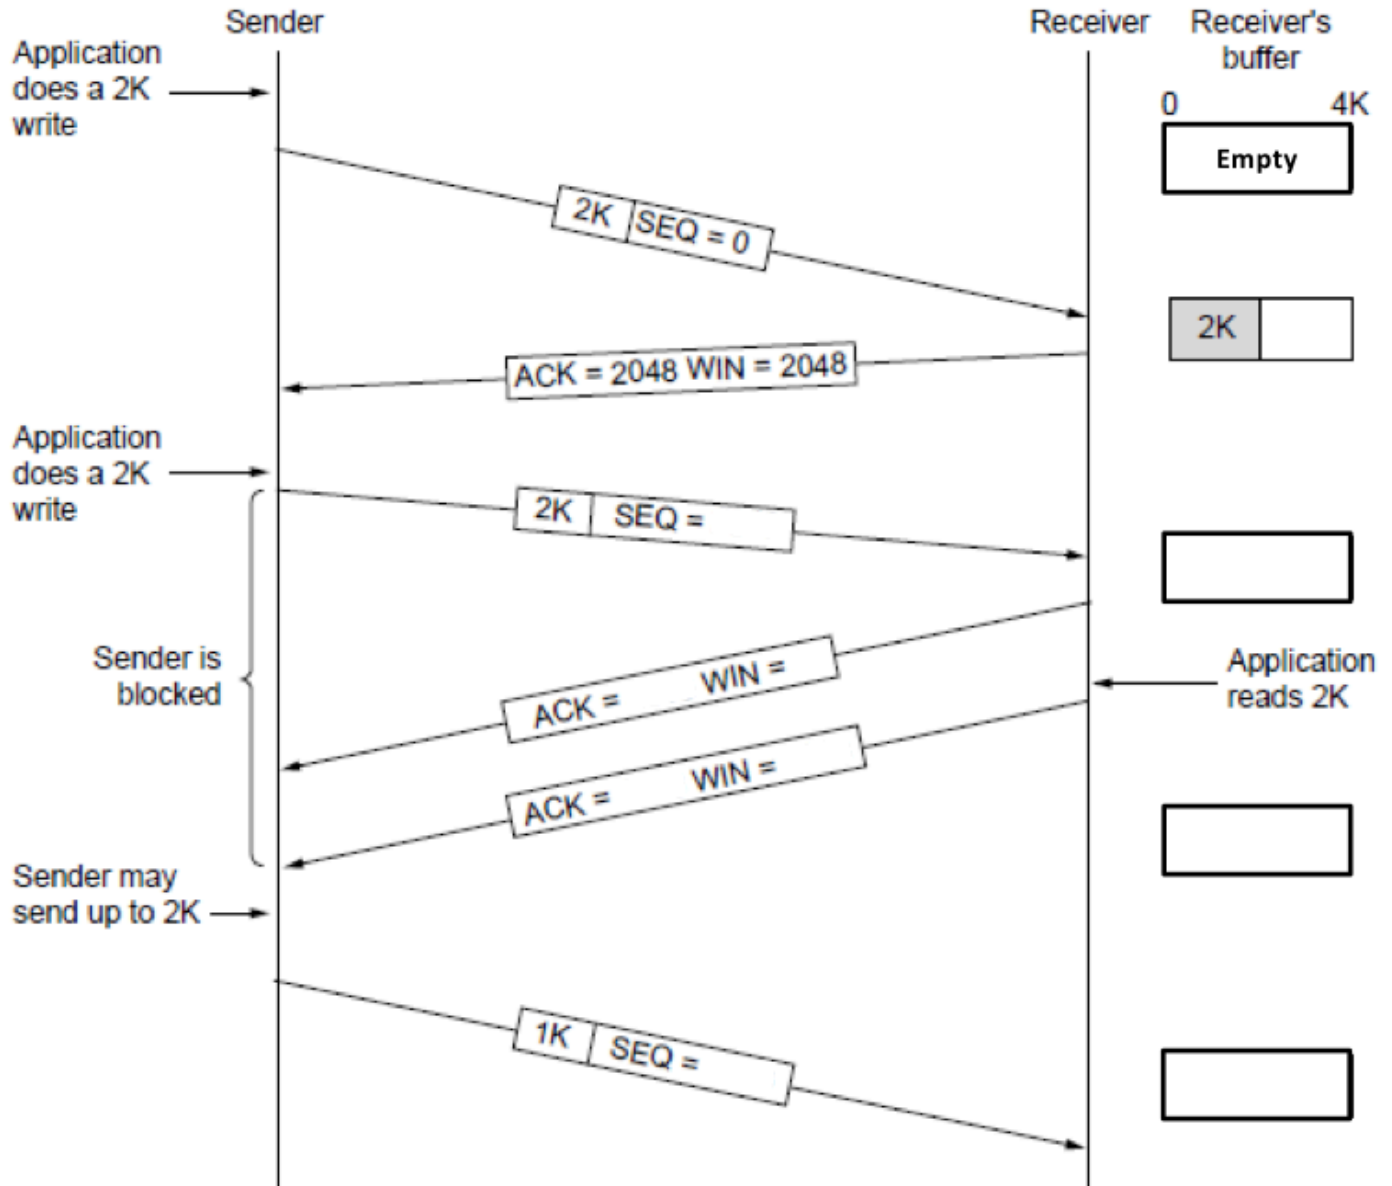 Sender
Receiver
Receiver's
buffer
Application
does a 2K
write
0
4K
Empty
2K
SEQ = 0
2K
ACK = 2048 WIN = 2048
Application
does a 2K
write
2K
SEQ =
Sender is
blocked
ACK =
WIN =
Application
reads 2K
ACK =
WIN =
Sender may
send up to 2K
1K
SEQ =